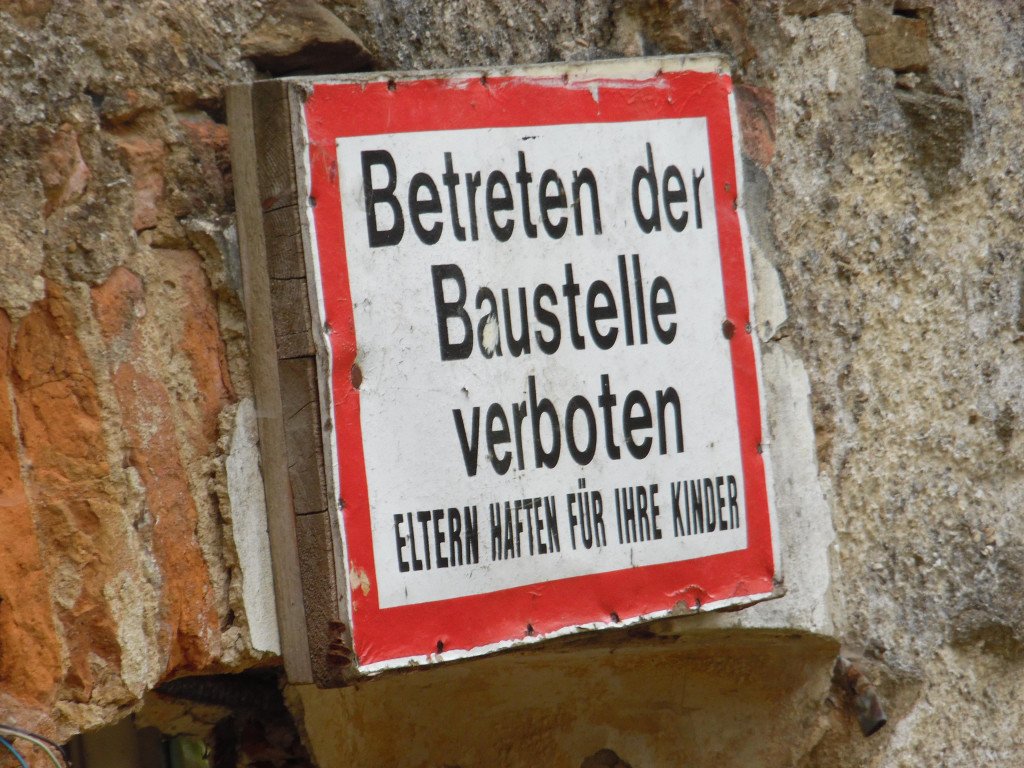 Betreten der
Baustelle
verboten
ELTERN HAFTEN FÜR IHRE KINDER